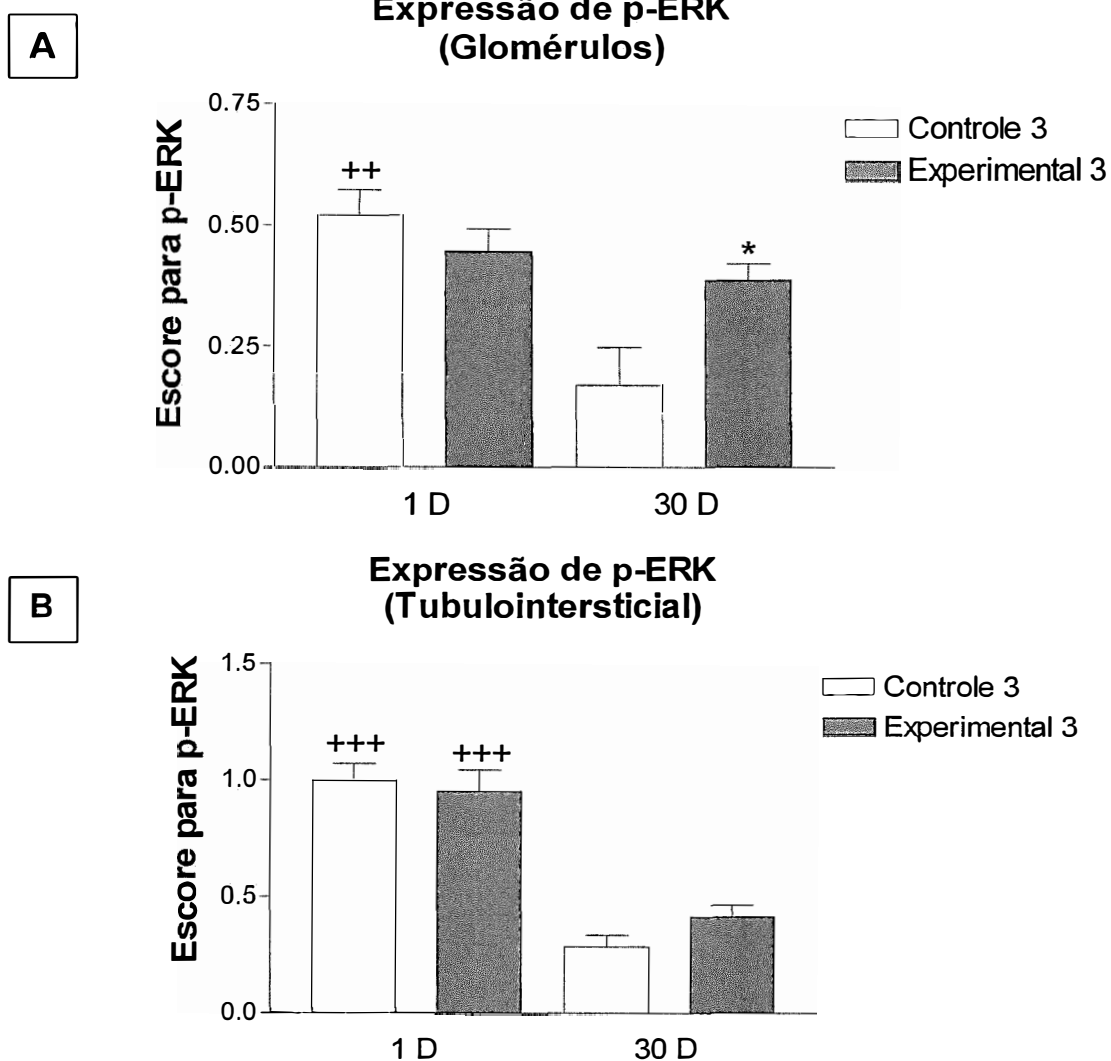 A
Expressão de p-ERK
(Glomérulos)
Escore para p-ERK
0.75
0.50
0.25
0.00
++
*
1 D
30 D
Controle 3
Experimental 3
B
Expressão de p-ERK
(Tubulointersticial)
Escore para p-ERK
1.5
1.0
0.5
0.0
+++
+++
1 D
30 D
Controle 3
Experimental 3